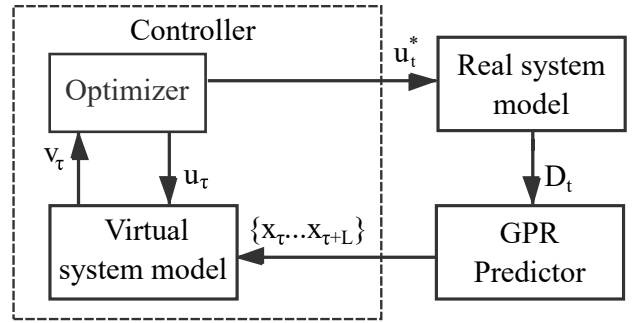 Controller
u*t
Real system
model
Optimizer
vτ
uτ
Dt
Virtual
system model
{xτ...xτ+L}
GPR
Predictor